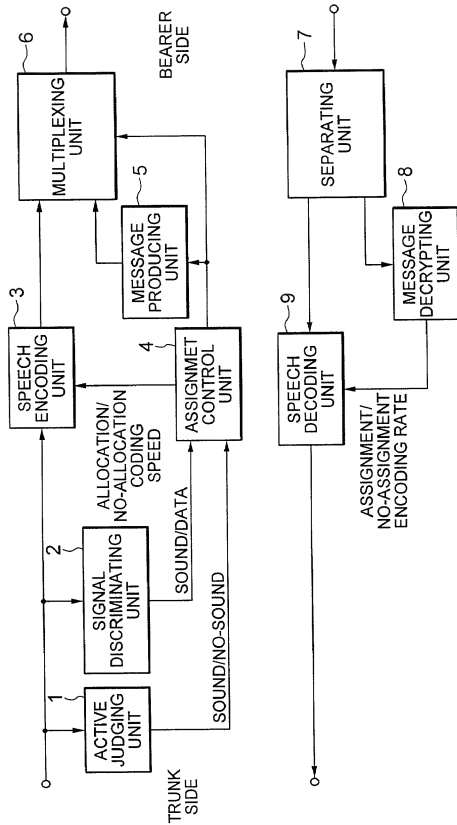 TRUNK
SIDE
1
ACTIVE
JUDGING
UNIT
2
SIGNAL
DISCRIMINATING
UNIT
SOUND/DATA
SOUND/NO-SOUND
3
SPEECH
ENCODING
UNIT
ALLOCATION/
NO-ALLOCATION
CODING
SPEED
4
ASSIGNMET
CONTROL
UNIT
5
MESSAGE
PRODUCING
UNIT
6
MULTIPLEXING
UNIT
BEARER
SIDE
7
SEPARATING
UNIT
8
MESSAGE
DECRYPTING
UNIT
9
SPEECH
DECODING
UNIT
ASSIGNMENT/
NO-ASSIGNMENT
ENCODING RATE